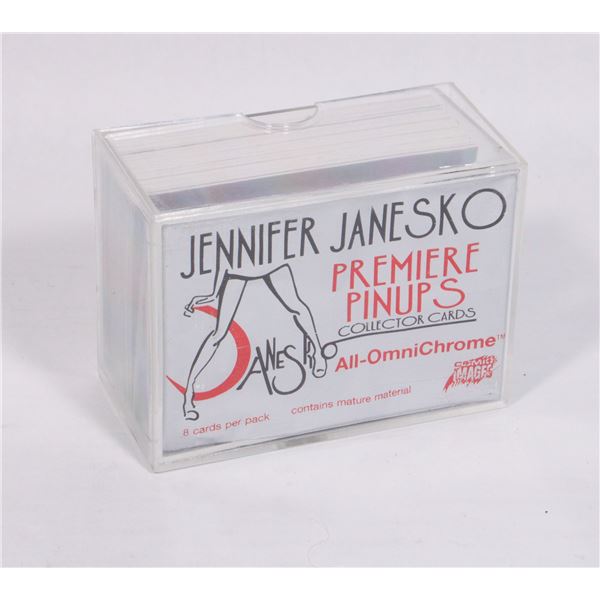 JENNIFER JANESKO
PREMIERE
PINUPS
COLLECTOR CARDS
JANESKO
All-OmniChrome™
COMIC
IMAGES
8 cards per pack contains mature material